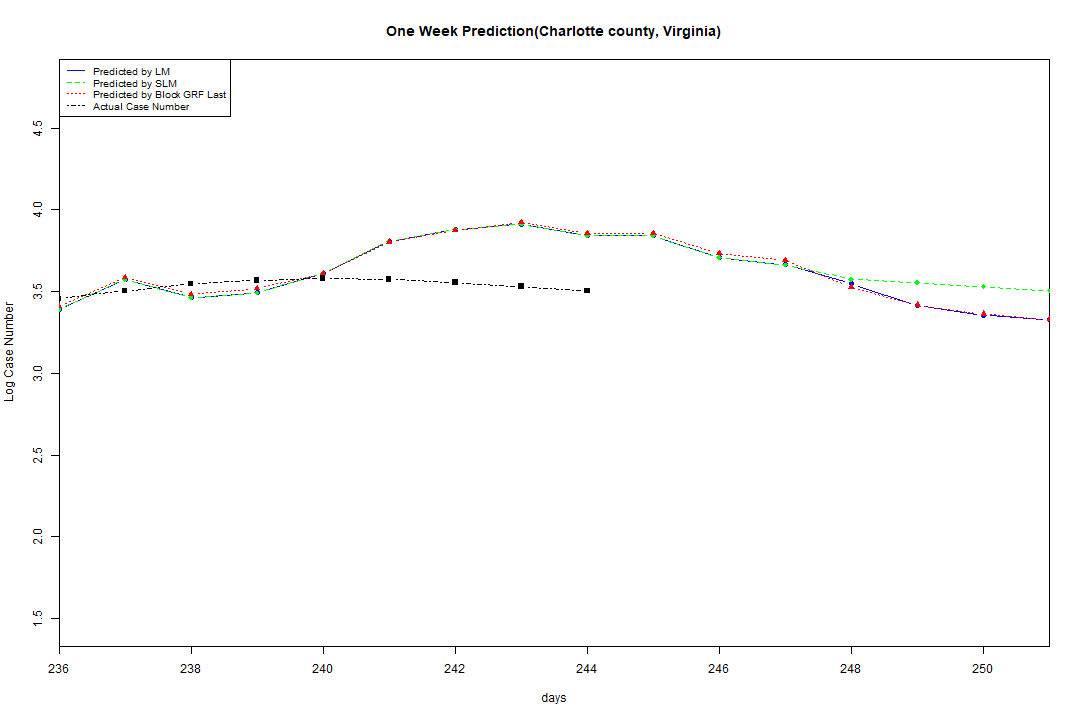 One Week Prediction(Charlotte county, Virginia)
Predicted by LM
Predicted by SLM
Predicted by Block GRF Last
Actual Case Number
4.5
4.0
3.5
3.0
2.5
2.0
1.5
Log Case Number
236 238 240 242 244 246 248 250
days